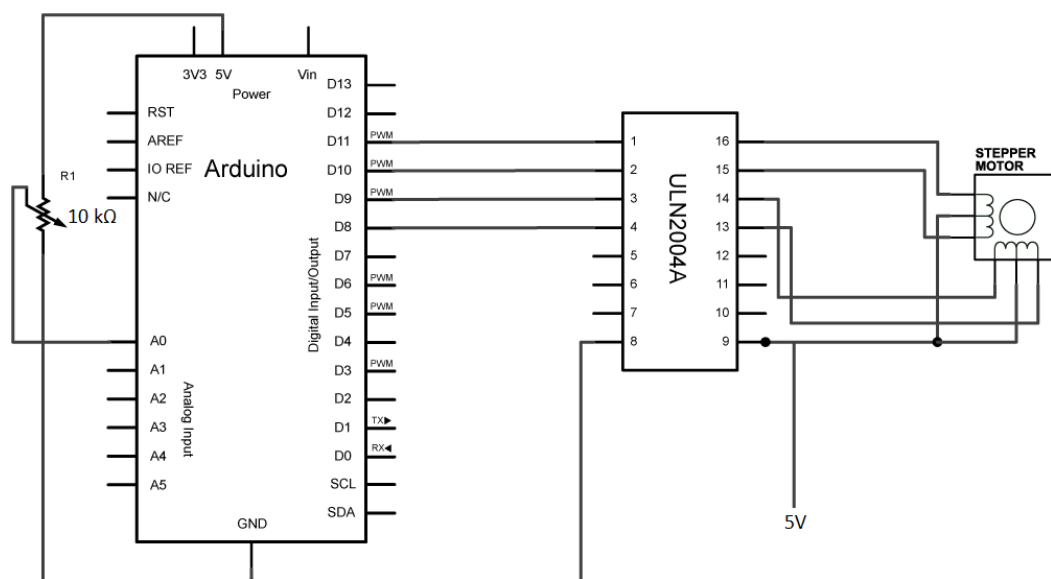 3V3 5V Vin
Power
Arduino
RST
AREF
IO REF
N/C
A0
A1
A2
A3
A4
A5
Analog Input
GND
D13
D12
D11 PWM
D10 PWM
D9 PWM
D8
D7
D6 PWM
D5 PWM
D4
D3 PWM
D2
D1 TX▶
D0 RX◀
SCL
SDA
Digital Input/Output
R1
10 kΩ
ULN2004A
1 16
2 15
3 14
4 13
5 12
6 11
7 10
8 9
STEPPER
MOTOR
5V